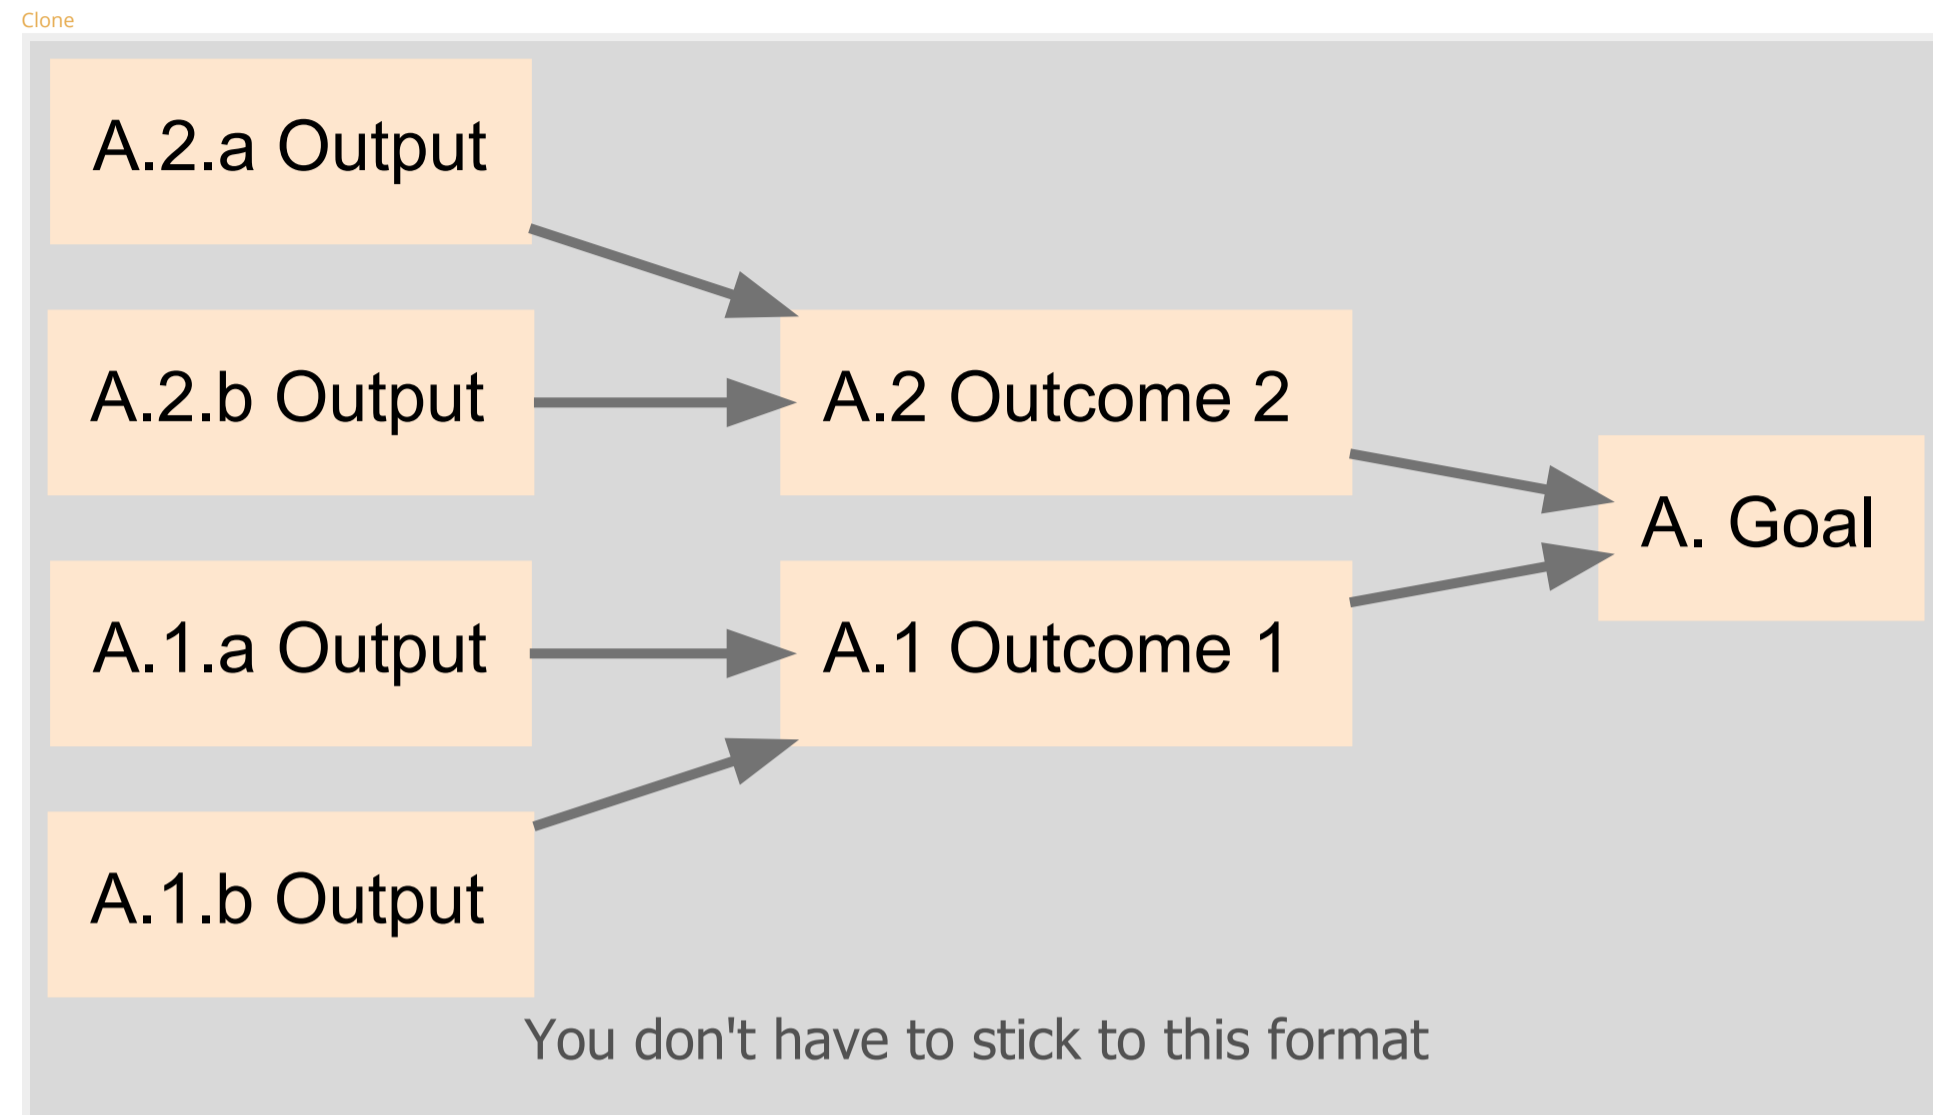 Clone
A.2.a Output
A.2.b Output
A.2 Outcome 2
A. Goal
A.1.a Output
A.1 Outcome 1
A.1.b Output
You don't have to stick to this format